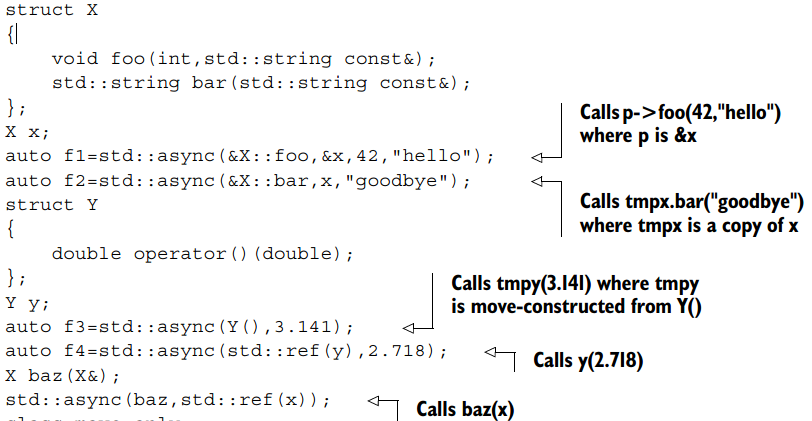 struct X
{
    void foo(int,std::string const&);
    std::string bar(std::string const&);
};
X x;
auto f1=std::async(&X::foo,&x,42,"hello");
Calls p->foo(42,"hello")
where p is &x
auto f2=std::async(&X::bar,x,"goodbye");
Calls tmpx.bar("goodbye")
where tmpx is a copy of x
struct Y
{
    double operator()(double);
};
Y y;
auto f3=std::async(Y(),3.141);
Calls tmpy(3.141) where tmpy
is move-constructed from Y()
auto f4=std::async(std::ref(y),2.718);
Calls y(2.718)
X baz(X&);
std::async(baz,std::ref(x));
Calls baz(x)